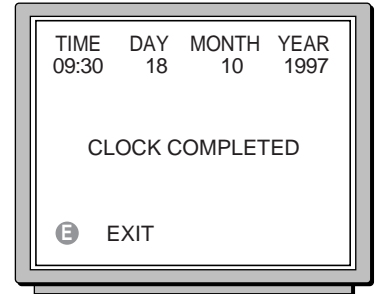 TIME DAY MONTH YEAR
09:30 18 10 1997
CLOCK COMPLETED
E EXIT